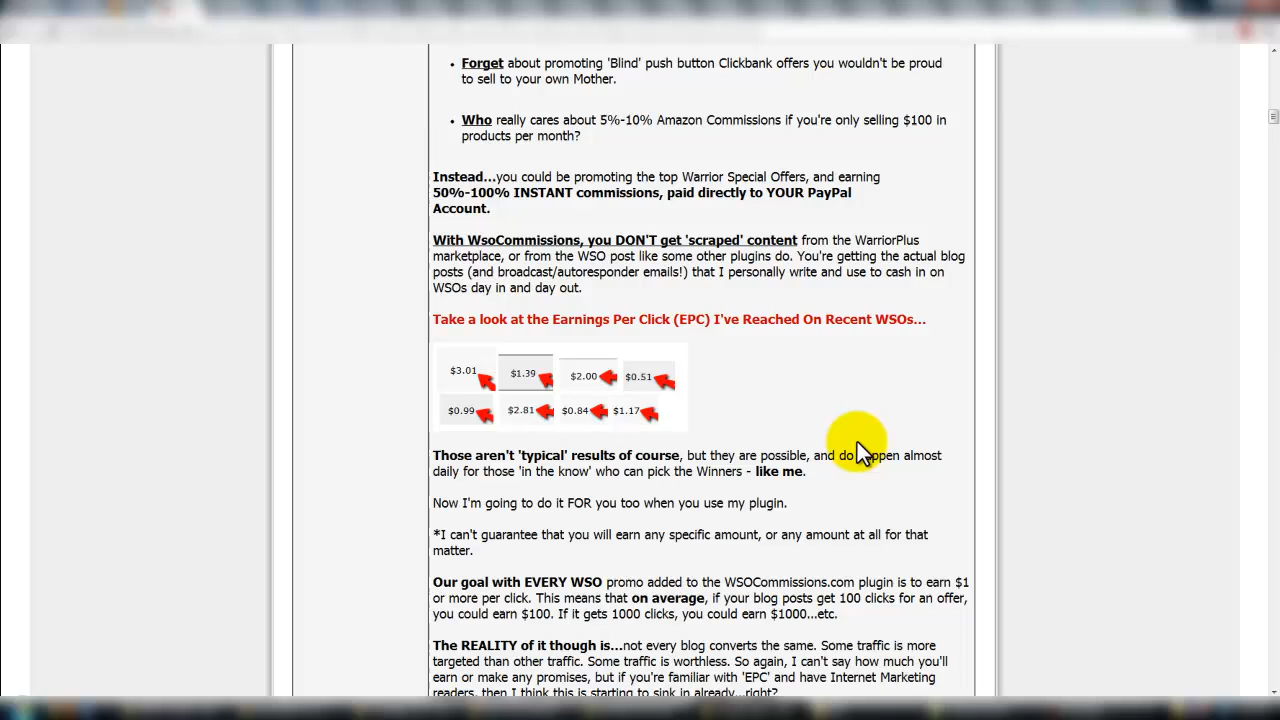 • Forget about promoting 'Blind' push button Clickbank offers you wouldn't be proud
to sell to your own Mother.
• Who really cares about 5%-10% Amazon Commissions if you're only selling $100 in
products per month?
Instead...you could be promoting the top Warrior Special Offers, and earning
50%-100% INSTANT commissions, paid directly to YOUR PayPal
Account.
With WsoCommissions, you DON'T get 'scraped' content from the WarriorPlus
marketplace, or from the WSO post like some other plugins do. You're getting the actual blog
posts (and broadcast/autoresponder emails!) that I personally write and use to cash in on
WSOs day in and day out.
Take a look at the Earnings Per Click (EPC) I've Reached On Recent WSOs...
$3.01 $1.39 $2.00 $0.51
$0.99 $2.81 $0.84 $1.17
Those aren't 'typical' results of course, but they are possible, and do happen almost
daily for those 'in the know' who can pick the Winners - like me.
Now I'm going to do it FOR you too when you use my plugin.
*I can't guarantee that you will earn any specific amount, or any amount at all for that
matter.
Our goal with EVERY WSO promo added to the WSOCommissions.com plugin is to earn $1
or more per click. This means that on average, if your blog posts get 100 clicks for an offer,
you could earn $100. If it gets 1000 clicks, you could earn $1000...etc.
The REALITY of it though is...not every blog converts the same. Some traffic is more
targeted than other traffic. Some traffic is worthless. So again, I can't say how much you'll
earn or make any promises, but if you're familiar with 'EPC' and have Internet Marketing
readers, then I think this is starting to sink in already...right?